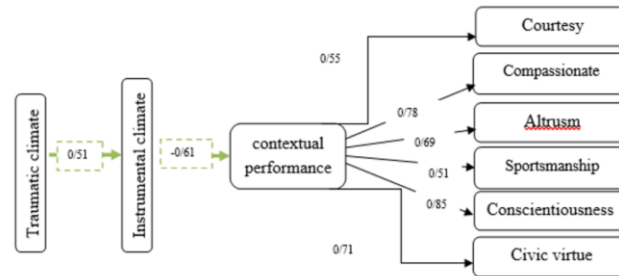 Traumatic climate
0/51
Instrumental climate
-0/61
contextual
performance
0/55
0/78
0/69
0/51
0/85
0/71
Courtesy
Compassionate
Altrusm
Sportsmanship
Conscientiousness
Civic virtue